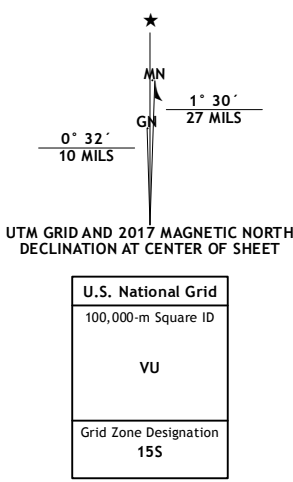 ★
MN
1° 30´
27 MILS
GN
0° 32´
10 MILS
UTM GRID AND 2017 MAGNETIC NORTH
DECLINATION AT CENTER OF SHEET
U.S. National Grid
100,000-m Square ID
VU
Grid Zone Designation
15S